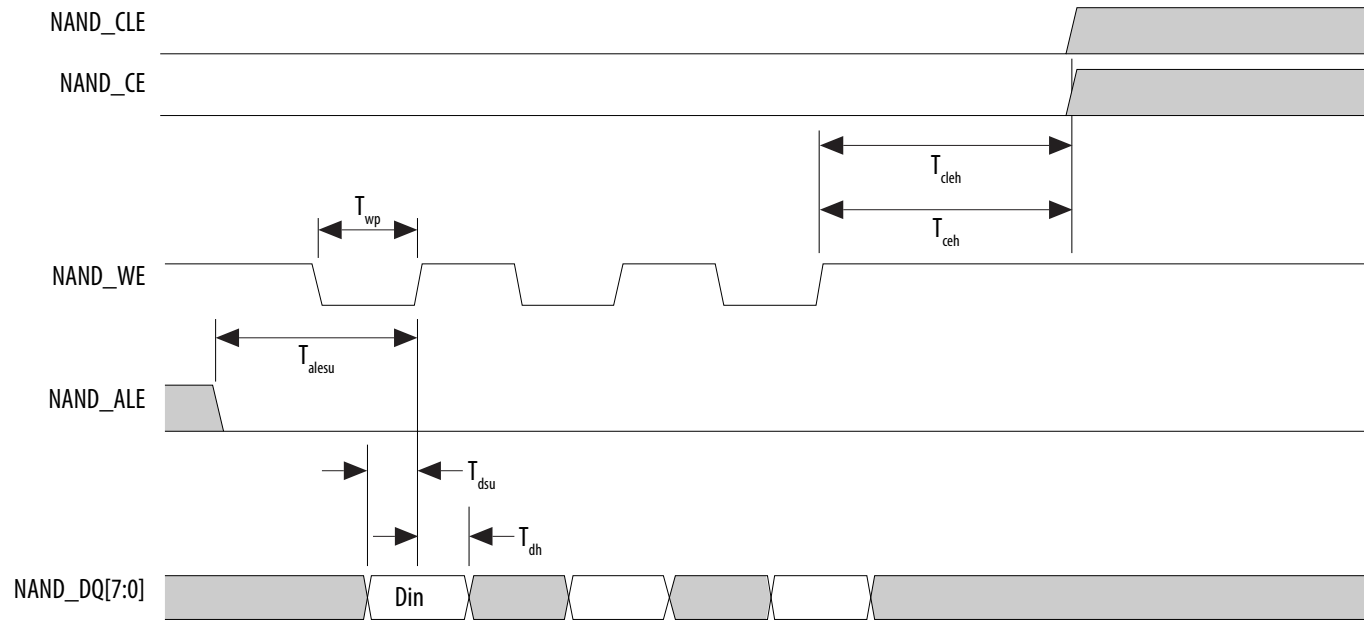 NAND_CLE
NAND_CE
T_cleh
T_wp
T_ceh
NAND_WE
T_alesu
NAND_ALE
T_dsu
T_dh
NAND_DQ[7:0]
Din